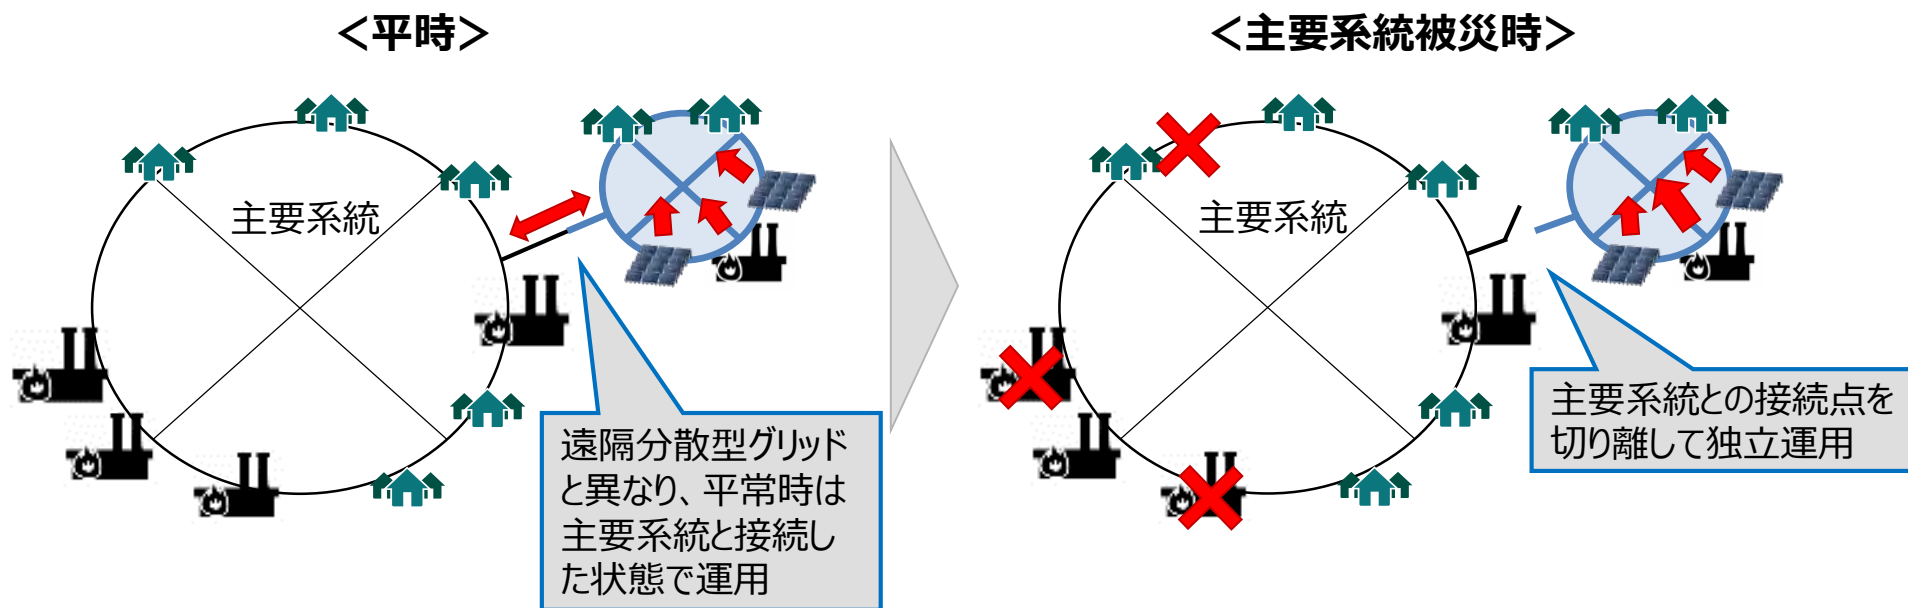 ＜平時＞
＜主要系統被災時＞
主要系統
遠隔分散型グリッド
と異なり、平常時は
主要系統と接続し
た状態で運用
主要系統
主要系統との接続点を
切り離して独立運用